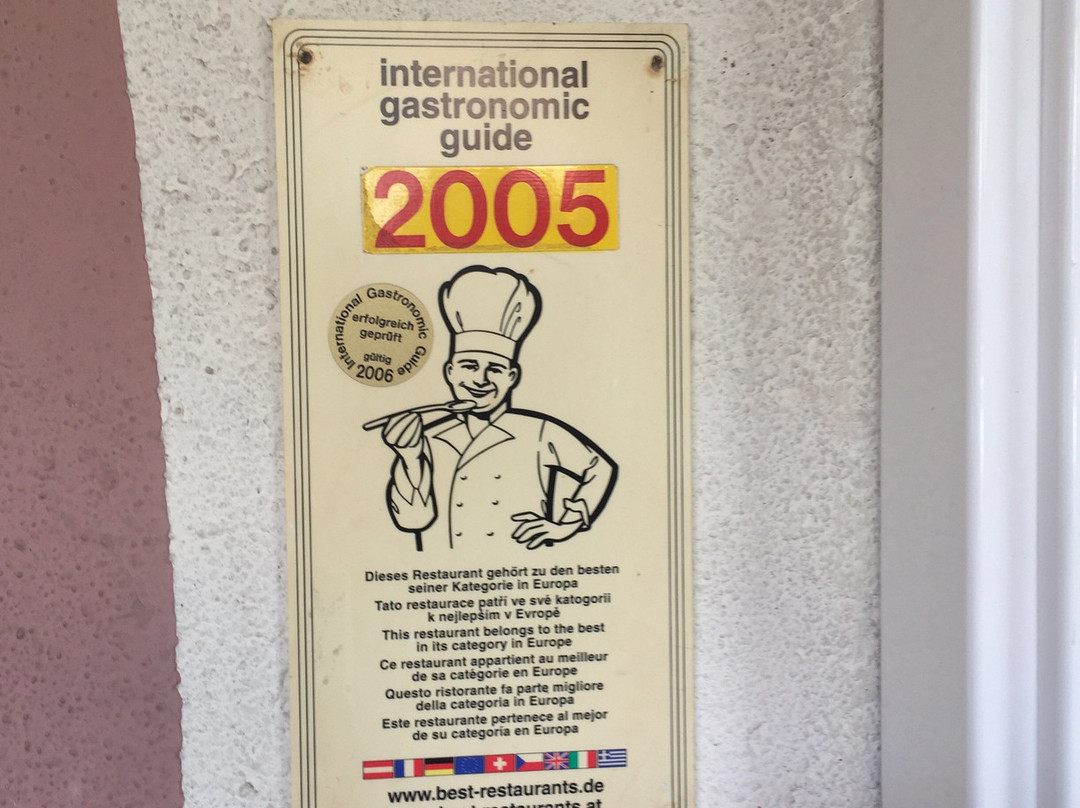 international
gastronomic
guide
2005
International Gastronomic Guide
erfolgreich
geprüft
gültig
2006
Dieses Restaurant gehört zu den besten
seiner Kategorie in Europa
Tato restaurace patří ve své katogorii
k nejlepším v Evropě
This restaurant belongs to the best
in its category in Europe
Ce restaurant appartient au meilleur
de sa catégorie en Europe
Questo ristorante fa parte migliore
della categoria in Europa
Este restaurante pertenece al mejor
de su categoría en Europa
www.best-restaurants.de